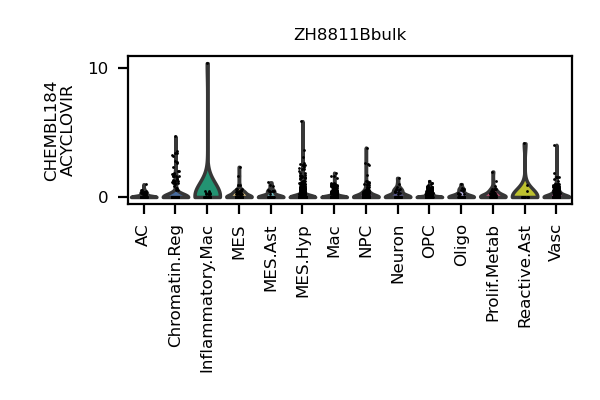 ZH8811Bbulk
CHEMBL184
ACYCLOVIR
10
0
AC
Chromatin.Reg
Inflammatory.Mac
MES
MES.Ast
MES.Hyp
Mac
NPC
Neuron
OPC
Oligo
Prolif.Metab
Reactive.Ast
Vasc